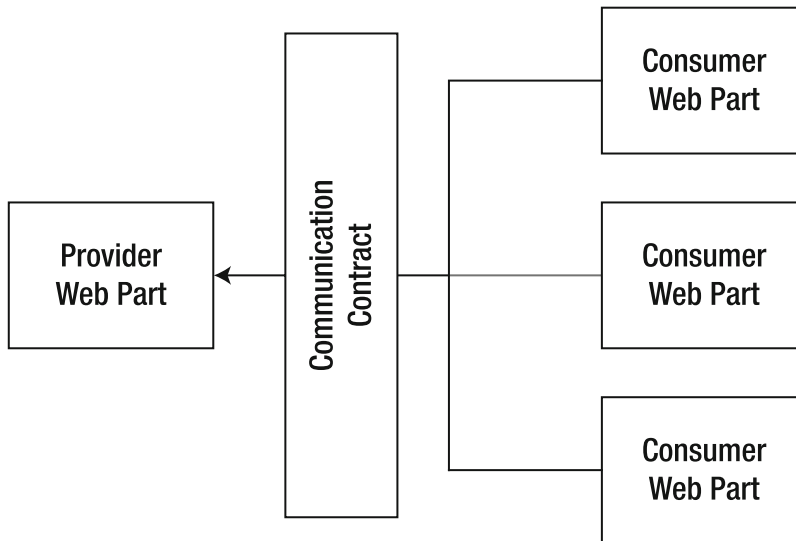 Provider
Web Part
Communication
Contract
Consumer
Web Part
Consumer
Web Part
Consumer
Web Part